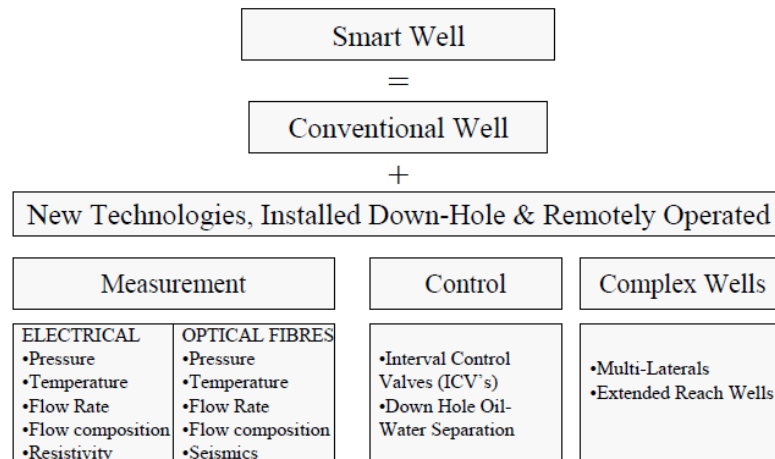 Smart Well
=
Conventional Well
+
New Technologies, Installed Down-Hole & Remotely Operated
Measurement
ELECTRICAL
•Pressure
•Temperature
•Flow Rate
•Flow composition
•Resistivity
OPTICAL FIBRES
•Pressure
•Temperature
•Flow Rate
•Flow composition
•Seismics
Control
•Interval Control
Valves (ICV`s)
•Down Hole Oil-
Water Separation
Complex Wells
•Multi-Laterals
•Extended Reach Wells